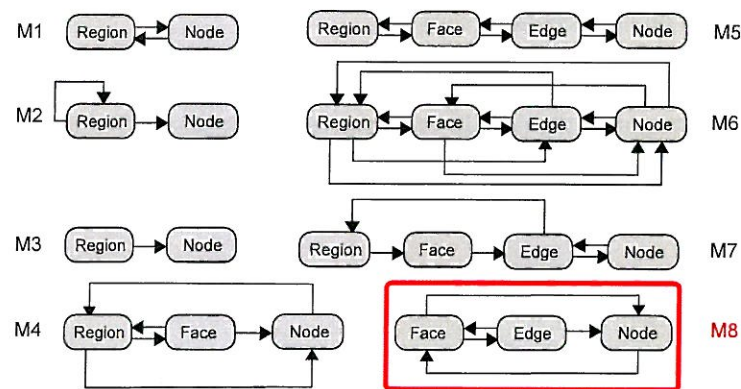 M1 Region Node
Region Face Edge Node M5
M2 Region Node
Region Face Edge Node M6
M3 Region Node
Region Face Edge Node M7
M4 Region Face Node
Face Edge Node M8